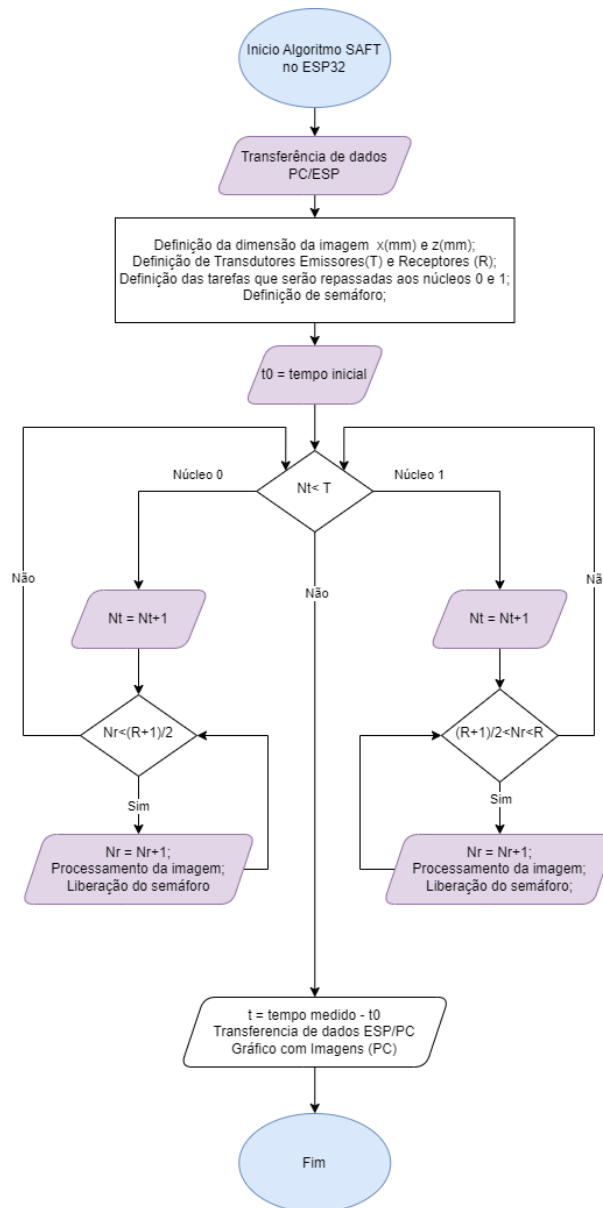 Inicio Algoritmo SAFT
no ESP32
Transferência de dados
PC/ESP
Definição da dimensão da imagem x(mm) e z(mm);
Definição de Transdutores Emissores(T) e Receptores (R);
Definição das tarefas que serão repassadas aos núcleos 0 e 1;
Definição de semáforo;
t0 = tempo inicial
Núcleo 0
Nt< T
Núcleo 1
Não
Não
Nã
Nt = Nt+1
Nt = Nt+1
Nr<(R+1)/2
(R+1)/2<Nr<R
Sim
Sim
Nr = Nr+1;
Processamento da imagem;
Liberação do semáforo
Nr = Nr+1;
Processamento da imagem;
Liberação do semáforo;
t = tempo medido - t0
Transferencia de dados ESP/PC
Gráfico com Imagens (PC)
Fim